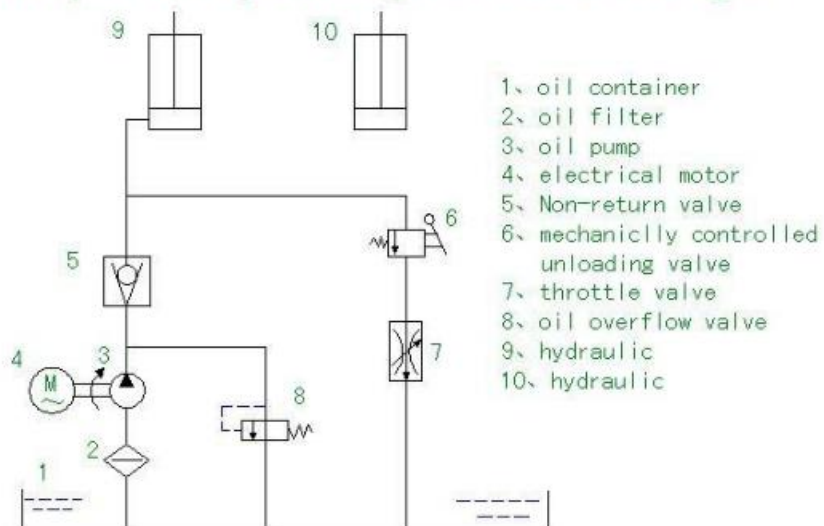 9
10
1、oil container
2、oil filter
3、oil pump
4、electrical motor
5、Non-return valve
6、mechaniclly controlled
unloading valve
7、throttle valve
8、oil overflow valve
9、hydraulic
10、hydraulic
6
5
7
4
3
M
8
2
1